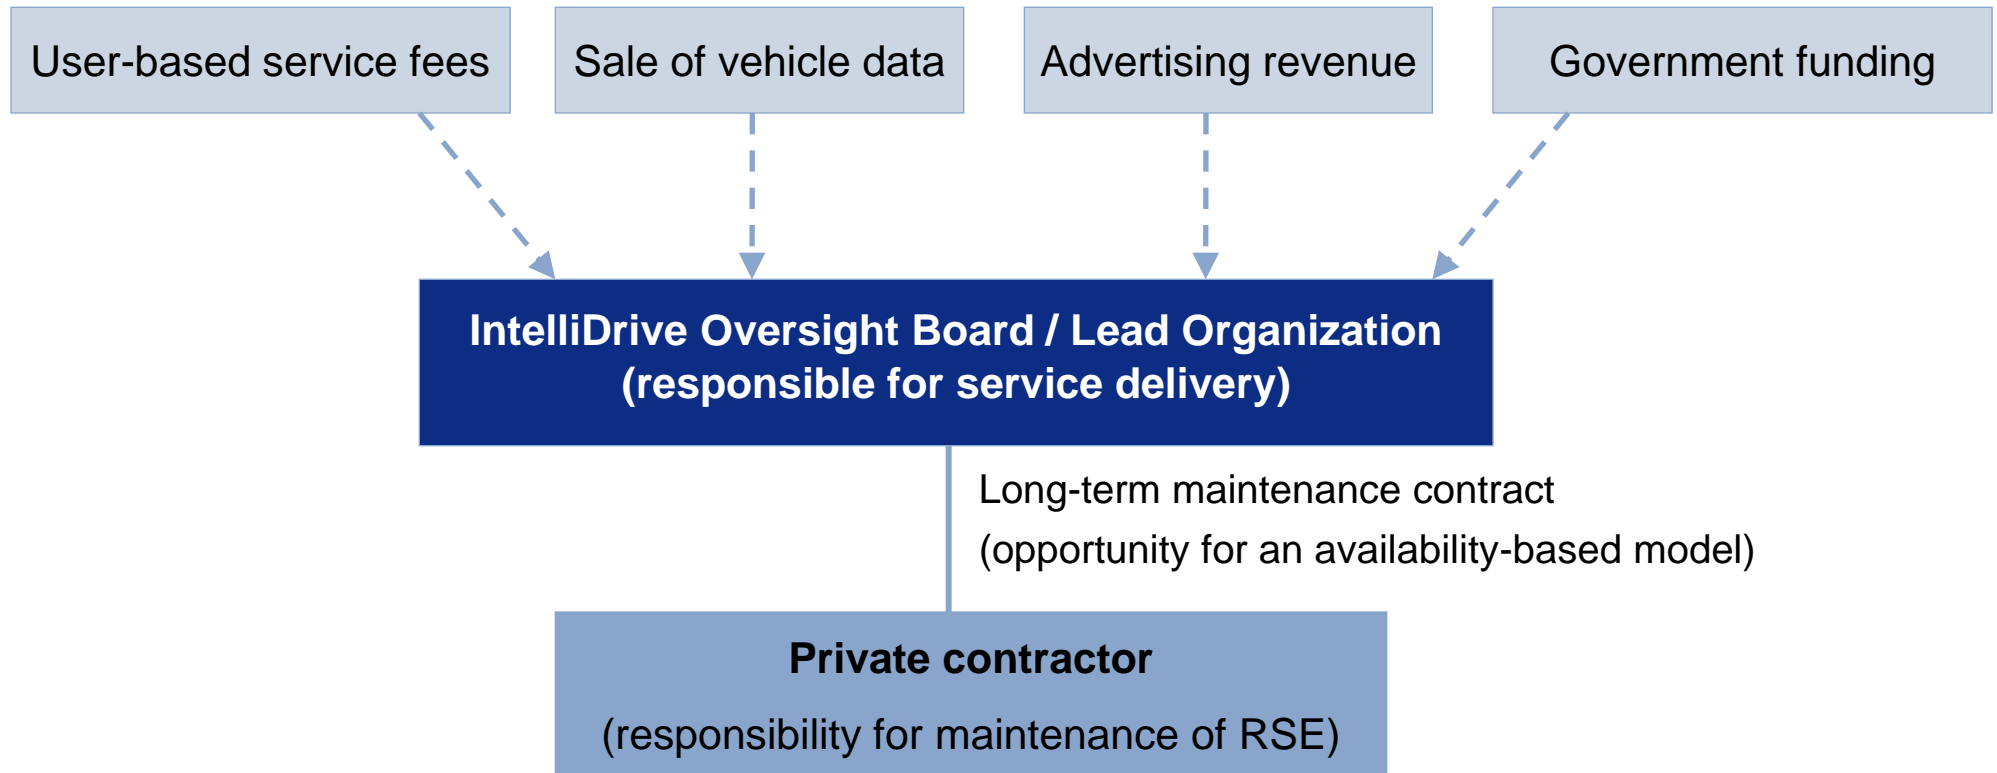 User-based service fees
Sale of vehicle data
Advertising revenue
Government funding
IntelliDrive Oversight Board / Lead Organization
(responsible for service delivery)
Long-term maintenance contract
(opportunity for an availability-based model)
Private contractor
(responsibility for maintenance of RSE)